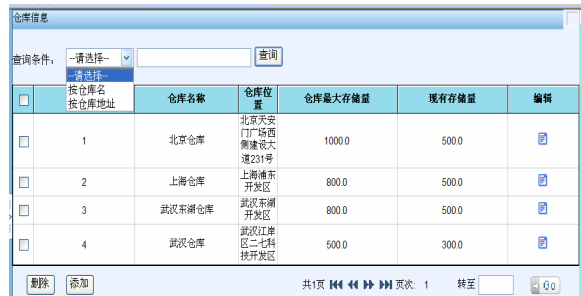 仓库信息
查询条件: --请选择-- 查询
--请选择--
按仓库名
按仓库地址
仓库名称 仓库位置 仓库最大存储量 现有存储量 编辑
1 北京仓库 北京天安门广场西侧建设大道231号 1000.0 500.0
2 上海仓库 上海浦东开发区 800.0 500.0
3 武汉东湖仓库 武汉东湖开发区 800.0 500.0
4 武汉仓库 武汉江岸区二七科技开发区 500.0 300.0
删除 添加 共1页 页次: 1 转至 Go